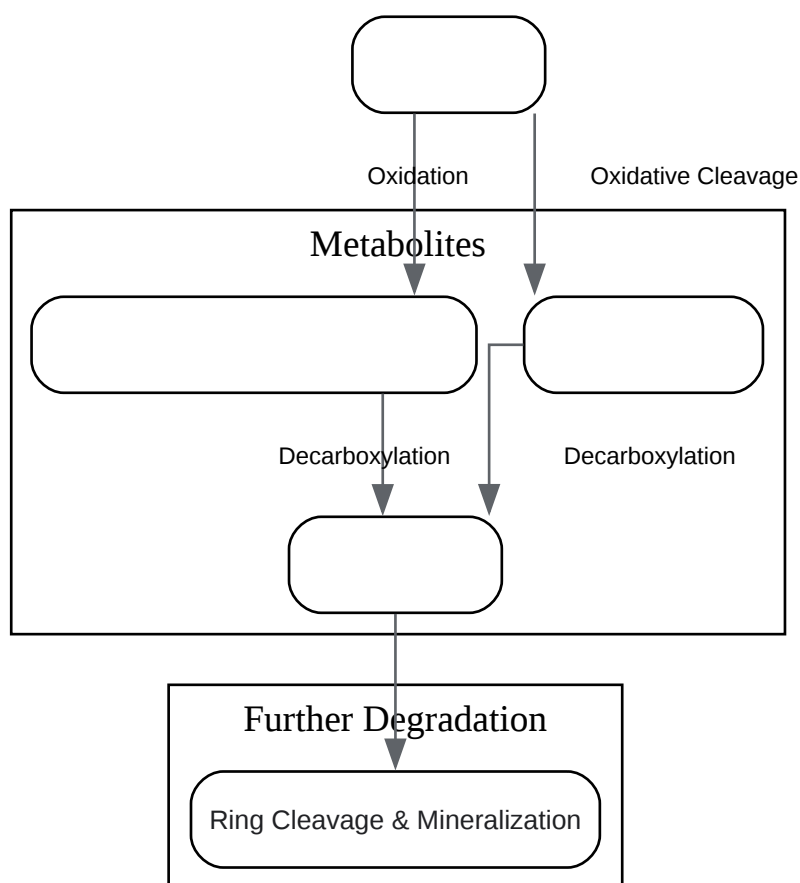 Oxidation
Oxidative Cleavage
Metabolites
Decarboxylation
Decarboxylation
Further Degradation
Ring Cleavage & Mineralization